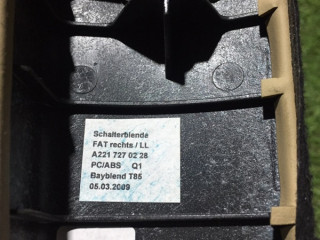 Schalterblende
FAT rechts / LL
A221 727 02 28
PC/ABS Q1
Bayblend T85
05.03.2009